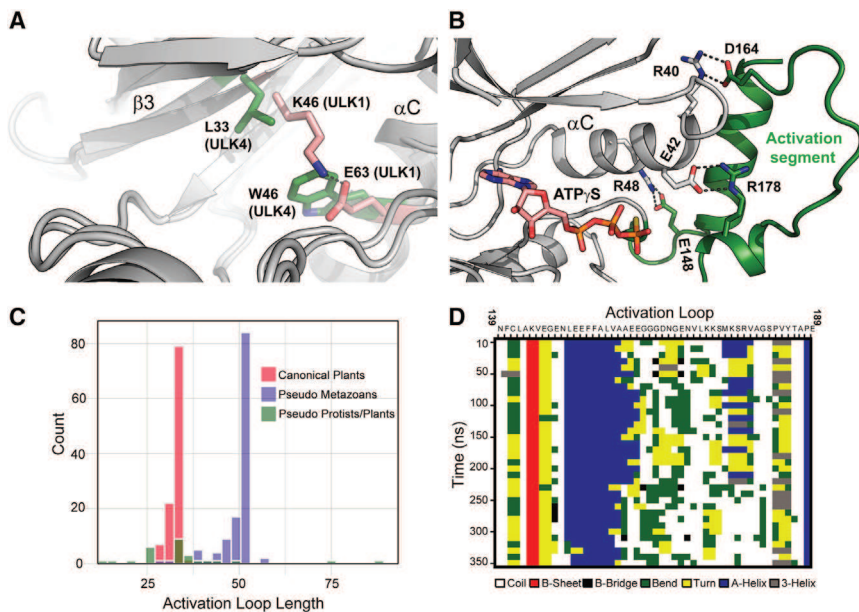 A
β3
K46 (ULK1)
αC
L33
(ULK4)
E63 (ULK1)
W46
(ULK4)
B
D164
R40
αC
E42
Activation
segment
R48
R178
ATPγS
E148
C
80
60
40
20
0
Count
Canonical Plants
Pseudo Metazoans
Pseudo Protists/Plants
25
50
75
Activation Loop Length
D
Activation Loop
139
189
NFCLAKVEGENLEEFFALVAAEEGGGDNGENVLKKSMKSRVAGSPVYTAPE
Time (ns)
10
50
100
150
200
250
300
350
Coil
B-Sheet
B-Bridge
Bend
Turn
A-Helix
3-Helix